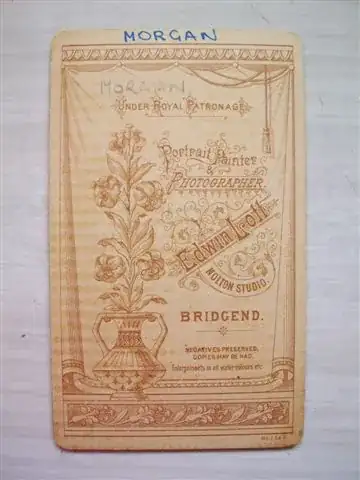 MORGAN
MORGAN
UNDER ROYAL PATRONAGE
Portrait Painter
&
PHOTOGRAPHER
Edwin Lott
NOLTON STUDIO.
BRIDGEND.
NEGATIVES PRESERVED,
COPIES MAY BE HAD.
Enlargements in oil water-colours etc